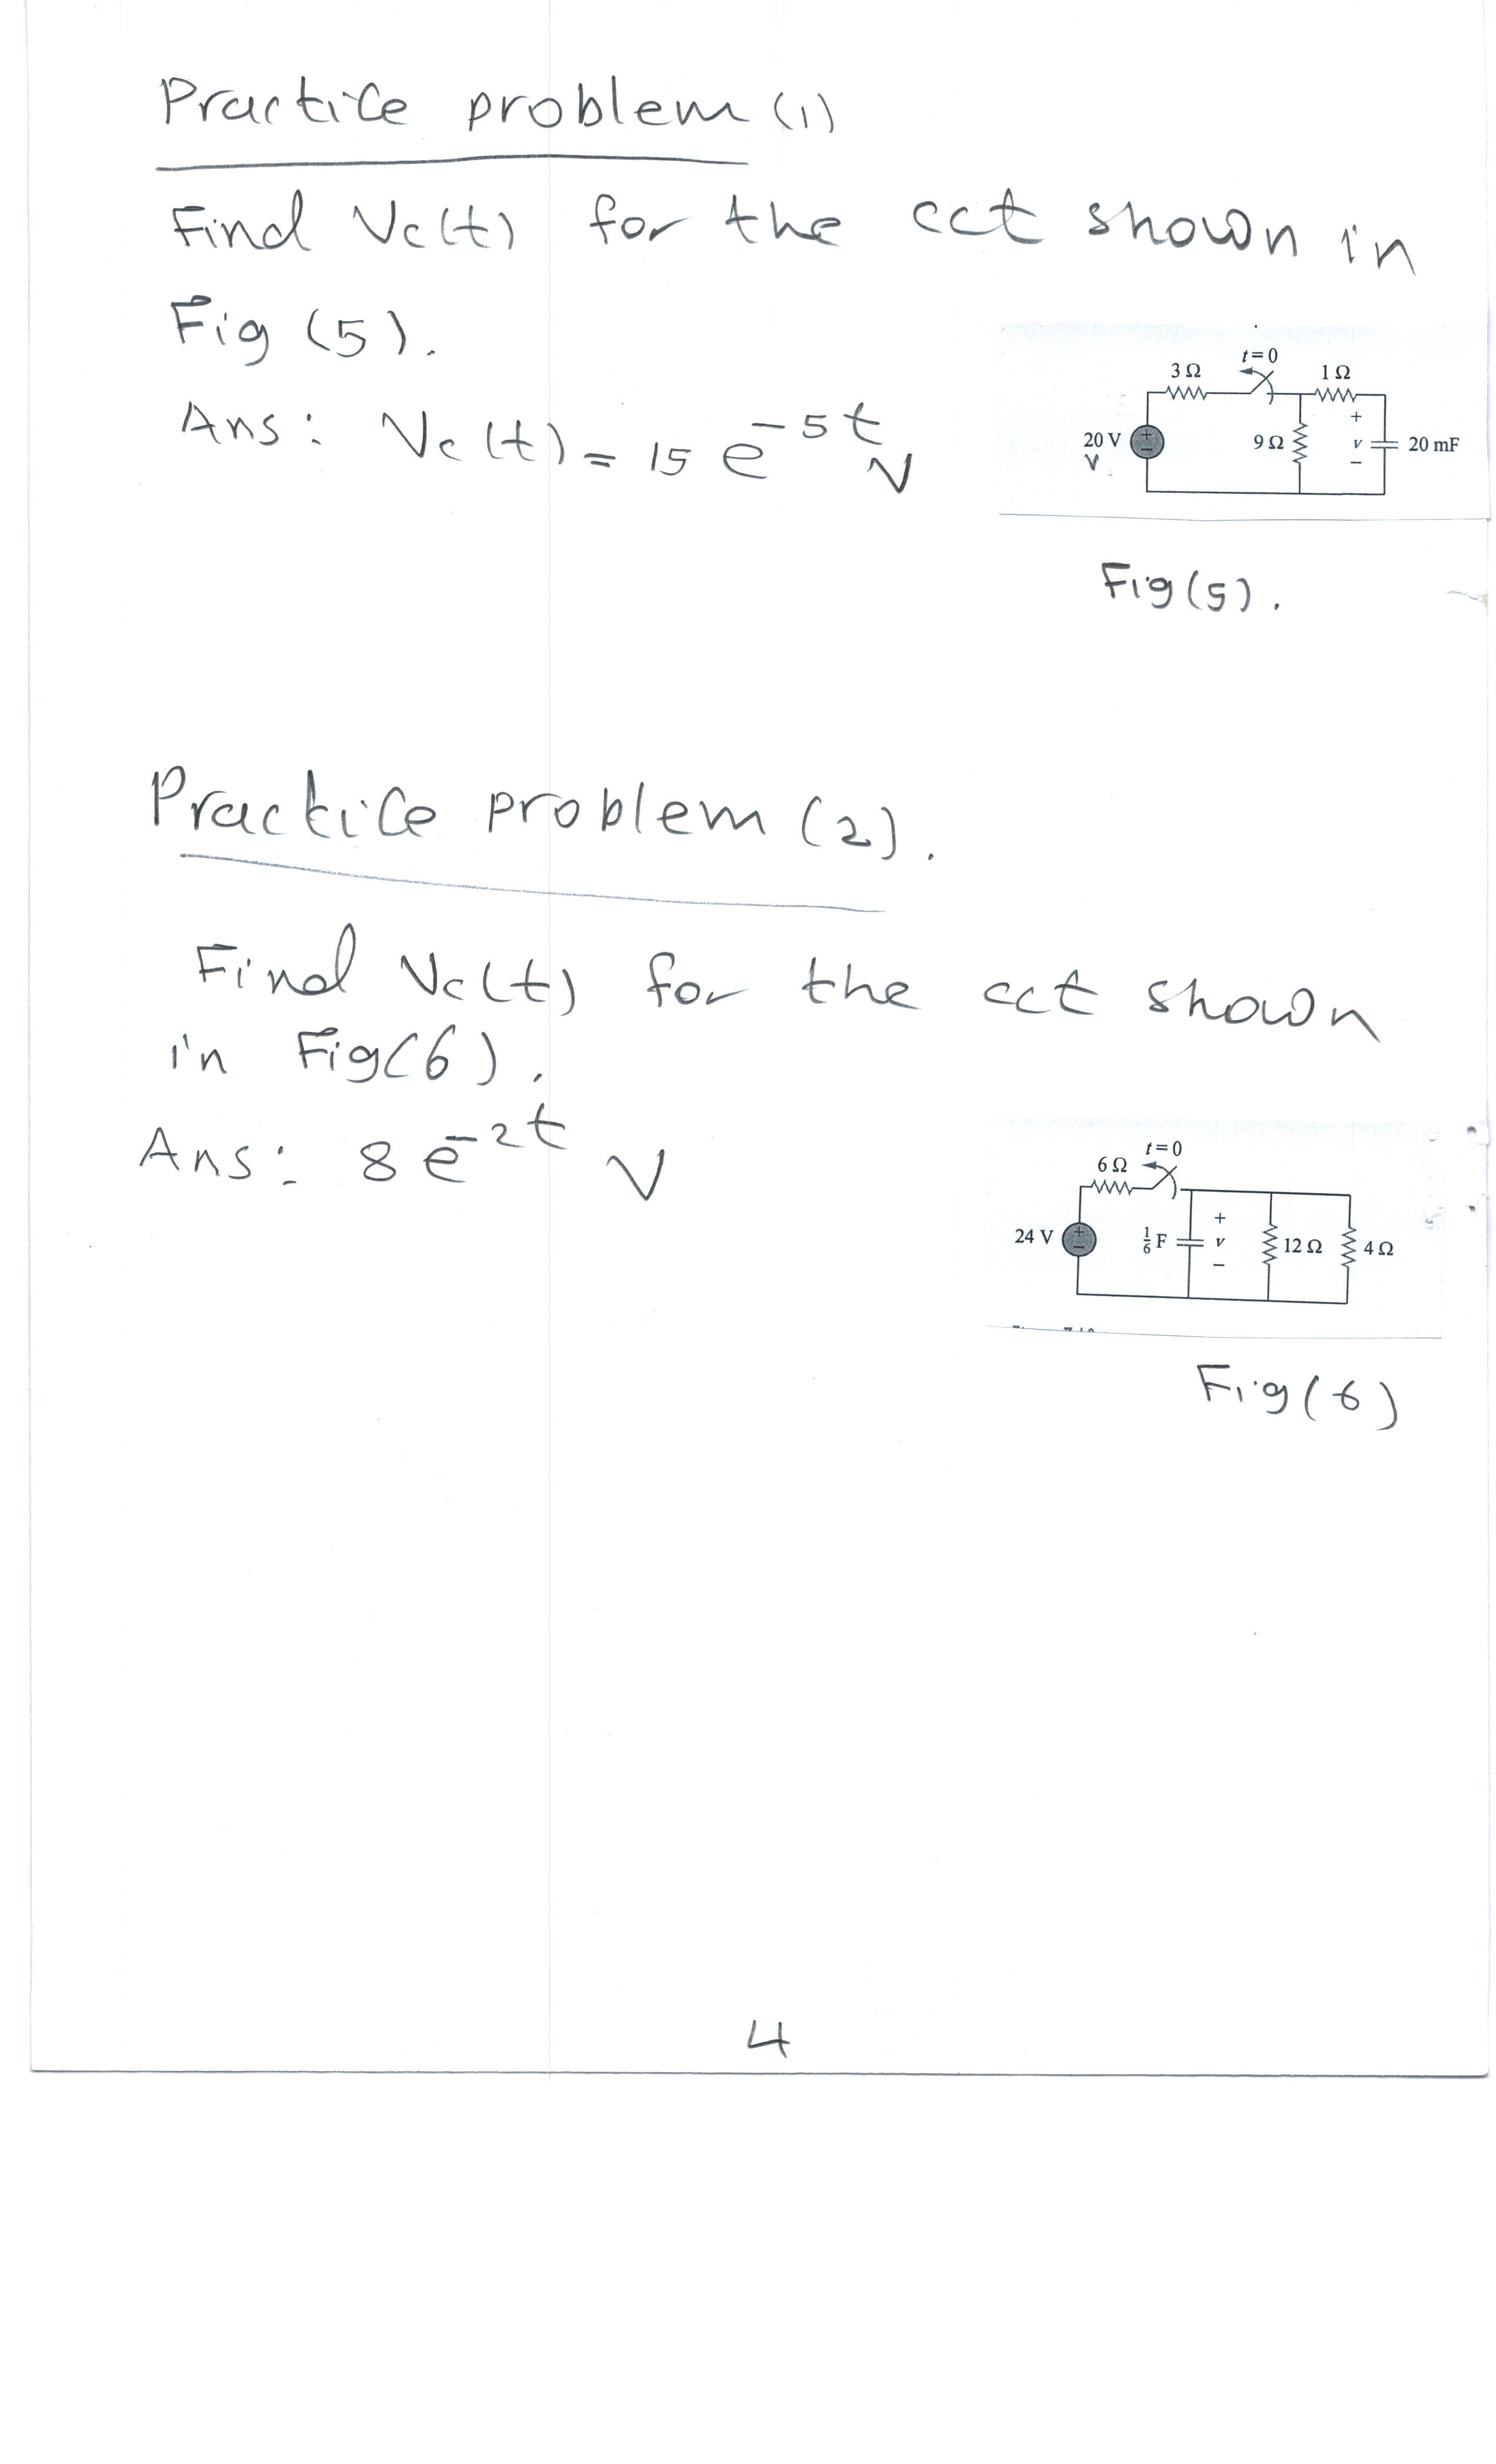 Practice problem (1)
Find Vc(t) for the cct shown in
Fig (5).
Ans: Vc(t) = 15 e^-5t V
t=0
3 Ω
1 Ω
20 V
V
9 Ω
+
v
−
20 mF
Fig(5).
Practice problem (2).
Find Vc(t) for the cct shown
in Fig(6).
Ans: 8 e^-2t V
t=0
6 Ω
24 V
1/6 F
+
v
−
12 Ω
4 Ω
Fig(6)
4